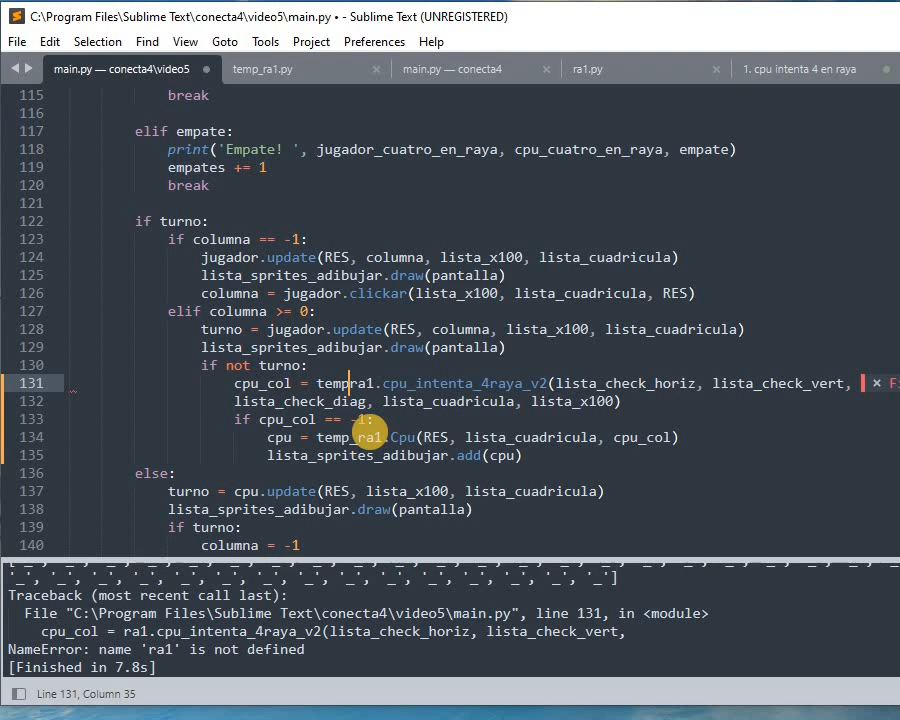 C:\Program Files\Sublime Text\conecta4\video5\main.py • - Sublime Text (UNREGISTERED)
File Edit Selection Find View Goto Tools Project Preferences Help
main.py — conecta4\video5 temp_ra1.py main.py — conecta4 ra1.py 1. cpu intenta 4 en raya
115 break
116
117 elif empate:
118 print('Empate! ', jugador_cuatro_en_raya, cpu_cuatro_en_raya, empate)
119 empates += 1
120 break
121
122 if turno:
123 if columna == -1:
124 jugador.update(RES, columna, lista_x100, lista_cuadricula)
125 lista_sprites_adibujar.draw(pantalla)
126 columna = jugador.clickar(lista_x100, lista_cuadricula, RES)
127 elif columna >= 0:
128 turno = jugador.update(RES, columna, lista_x100, lista_cuadricula)
129 lista_sprites_adibujar.draw(pantalla)
130 if not turno:
131 cpu_col = tempra1.cpu_intenta_4raya_v2(lista_check_horiz, lista_check_vert, × F
132 lista_check_diag, lista_cuadricula, lista_x100)
133 if cpu_col == -1:
134 cpu = temp_ra1.Cpu(RES, lista_cuadricula, cpu_col)
135 lista_sprites_adibujar.add(cpu)
136 else:
137 turno = cpu.update(RES, lista_x100, lista_cuadricula)
138 lista_sprites_adibujar.draw(pantalla)
139 if turno:
140 columna = -1
'_', '_', '_', '_', '_', '_', '_', '_', '_', '_', '_', '_', '_', '_', '_']
Traceback (most recent call last):
File "C:\Program Files\Sublime Text\conecta4\video5\main.py", line 131, in <module>
cpu_col = ra1.cpu_intenta_4raya_v2(lista_check_horiz, lista_check_vert,
NameError: name 'ra1' is not defined
[Finished in 7.8s]
Line 131, Column 35